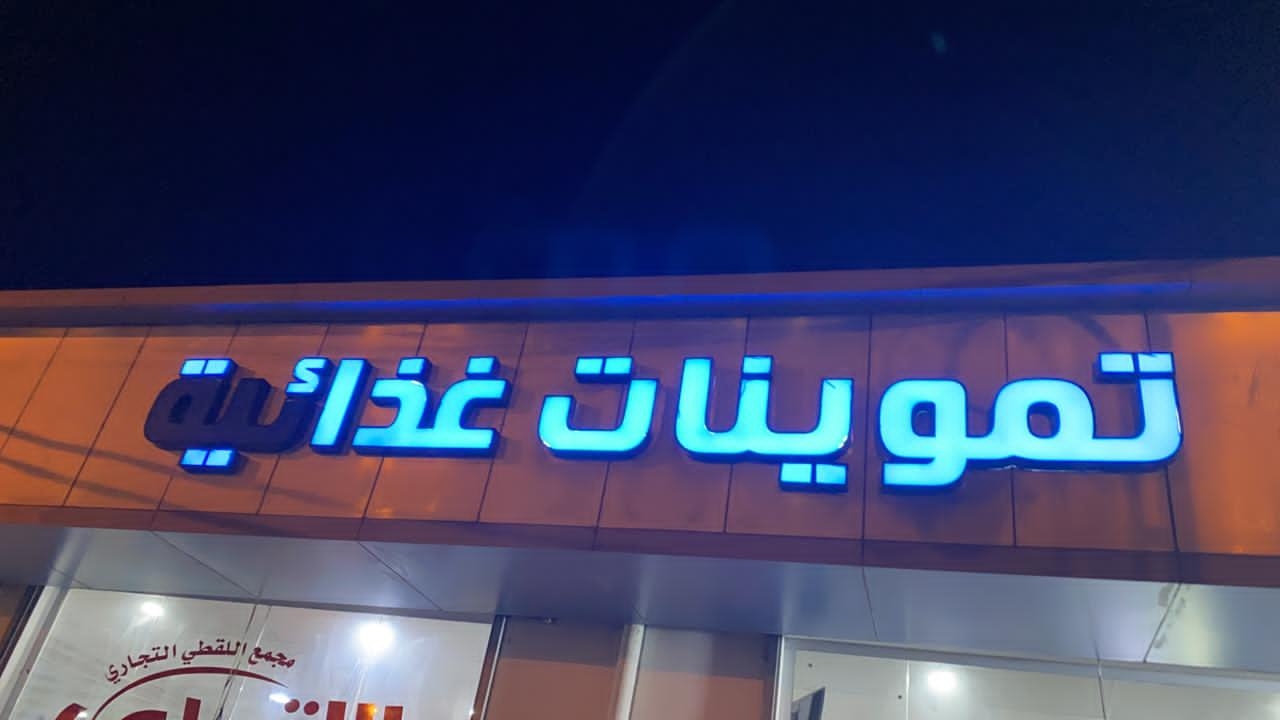 تموينات غذائية
مجمع اللقطي التجاري